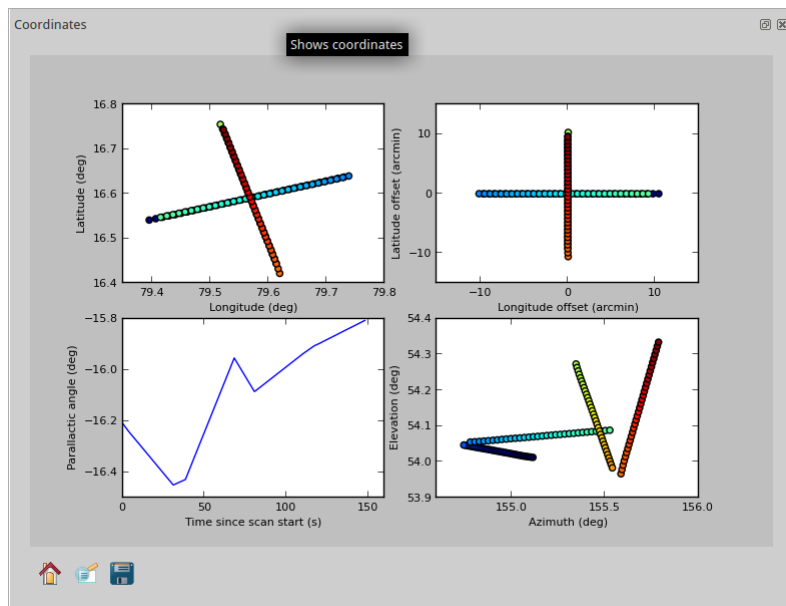 Coordinates
Shows coordinates
16.8
16.7
16.6
16.5
16.4
Latitude (deg)
79.4 79.5 79.6 79.7 79.8
Longitude (deg)
10
0
−10
Latitude offset (arcmin)
−10 0 10
Longitude offset (arcmin)
−15.8
−16.0
−16.2
−16.4
Parallactic angle (deg)
0 50 100 150
Time since scan start (s)
54.4
54.3
54.2
54.1
54.0
53.9
Elevation (deg)
155.0 155.5 156.0
Azimuth (deg)